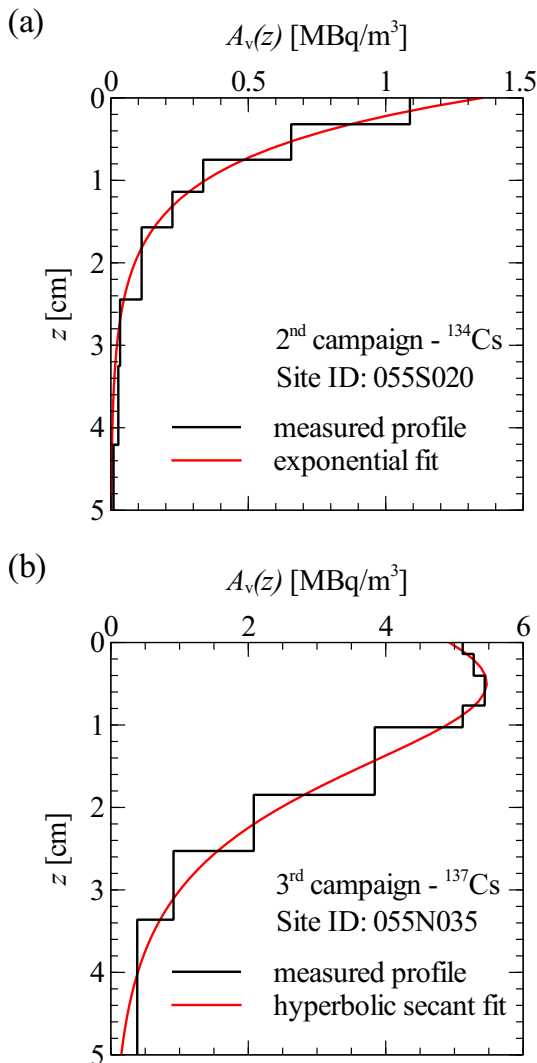 (a)
A_v(z) [MBq/m³]
0 0.5 1 1.5
0
1
2
3
4
5
z [cm]
2nd campaign - ¹³⁴Cs
Site ID: 055S020
measured profile
exponential fit
(b)
A_v(z) [MBq/m³]
0 2 4 6
0
1
2
3
4
5
z [cm]
3rd campaign - ¹³⁷Cs
Site ID: 055N035
measured profile
hyperbolic secant fit